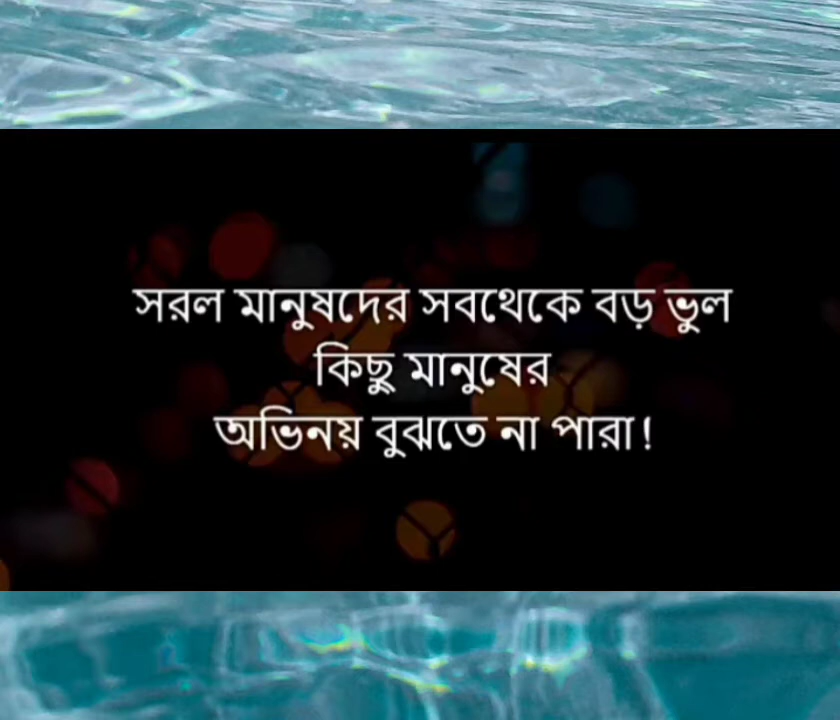 সরল মানুষদের সবথেকে বড় ভুল
কিছু মানুষের
অভিনয় বুঝতে না পারা!